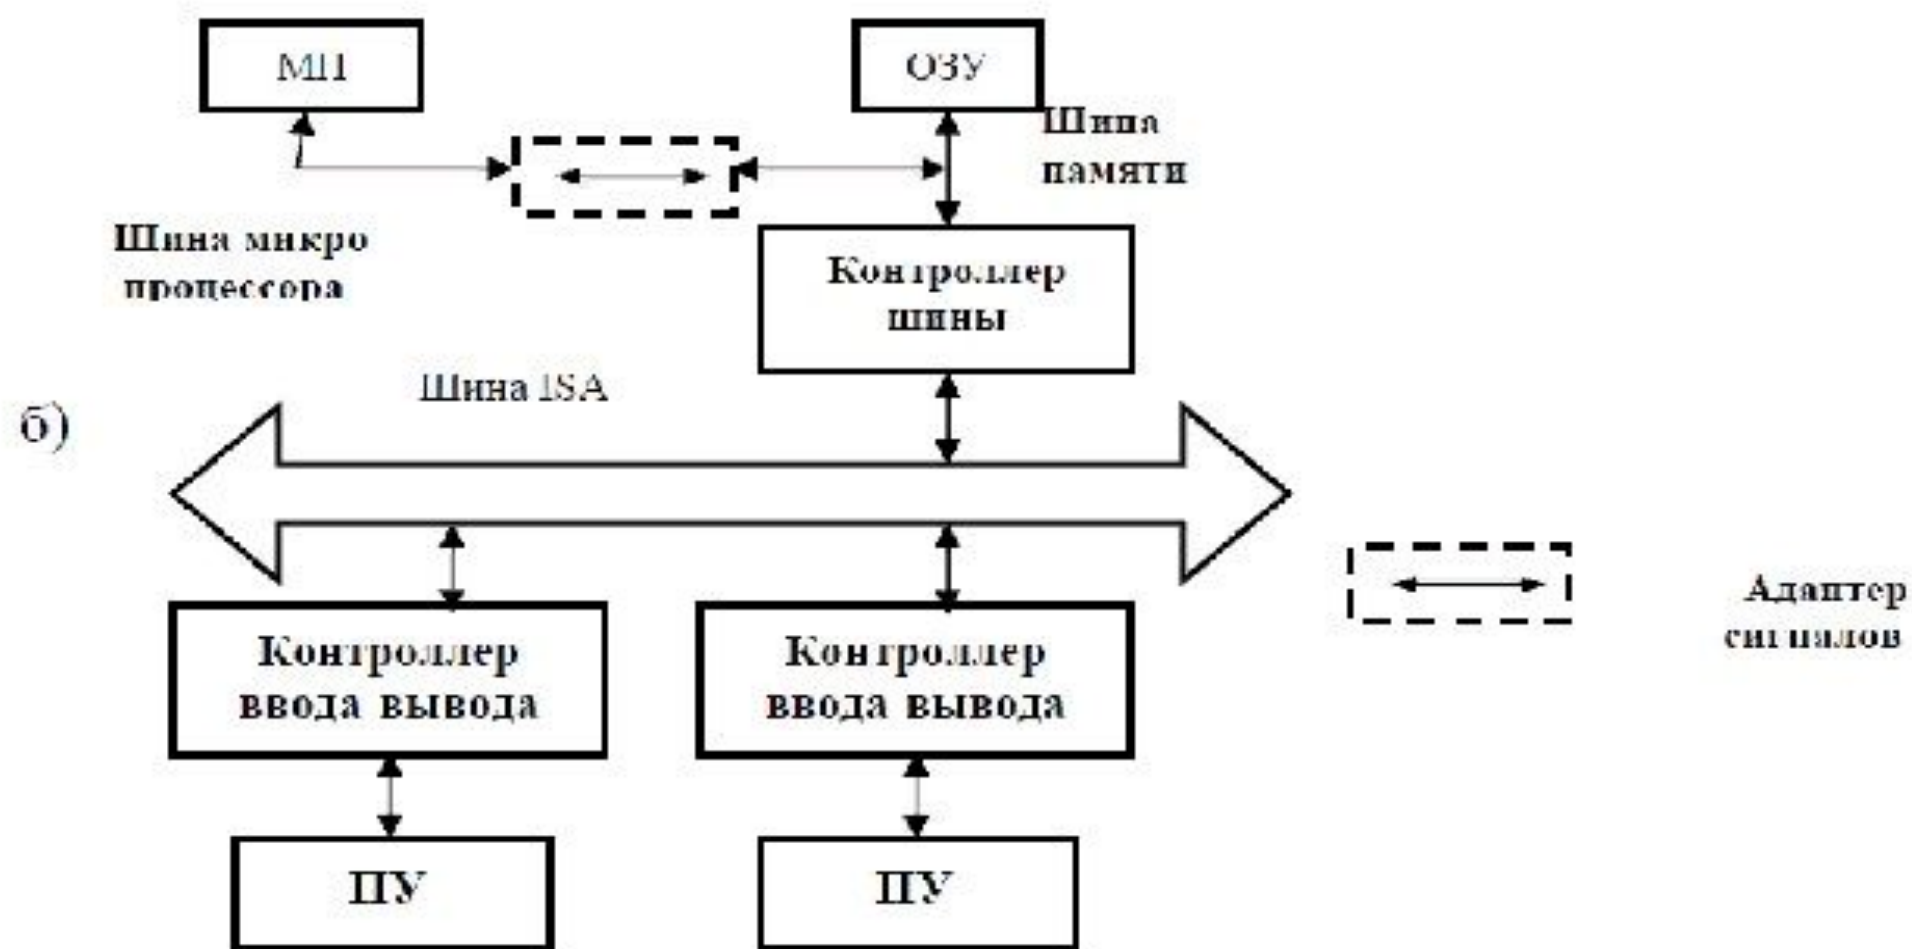 МП
ОЗУ
Шина
памяти
Шина микро
процессора
Контроллер
шины
Шина ISA
б)
Адаптер
сигналов
Контроллер
ввода вывода
Контроллер
ввода вывода
ПУ
ПУ